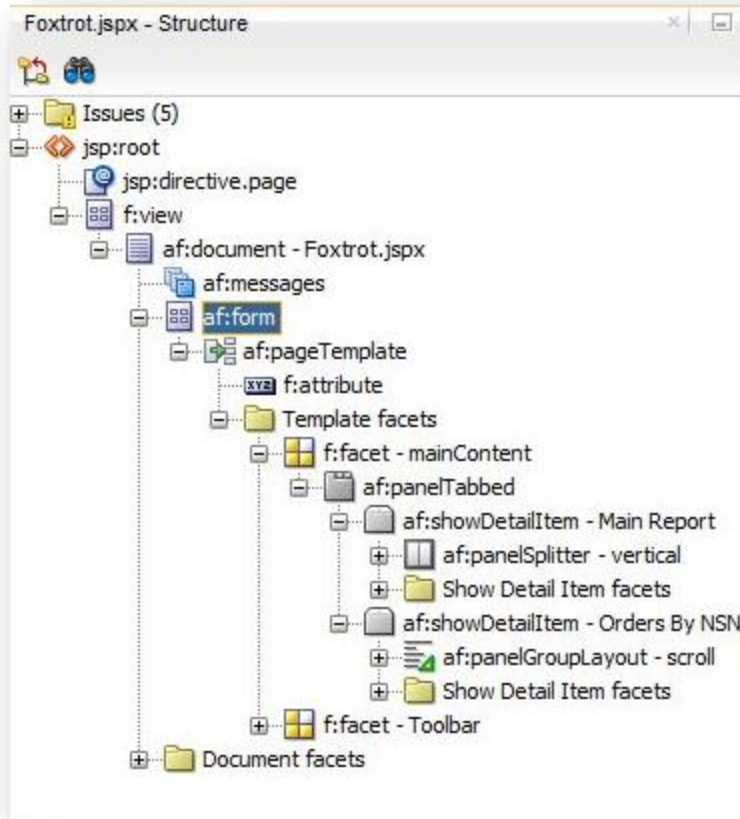 Foxtrot.jspx - Structure
Issues (5)
jsp:root
jsp:directive.page
f:view
af:document - Foxtrot.jspx
af:messages
af:form
af:pageTemplate
XYZ f:attribute
Template facets
f:facet - mainContent
af:panelTabbed
af:showDetailItem - Main Report
af:panelSplitter - vertical
Show Detail Item facets
af:showDetailItem - Orders By NSN
af:panelGroupLayout - scroll
Show Detail Item facets
f:facet - Toolbar
Document facets